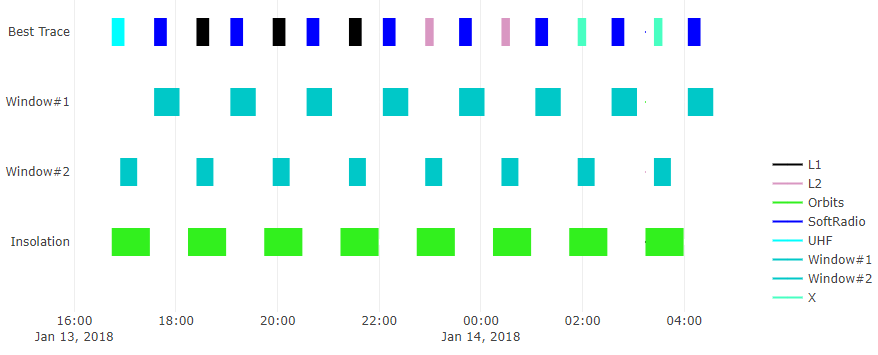 Best Trace
Window#1
Window#2
Insolation
16:00
Jan 13, 2018
18:00
20:00
22:00
00:00
Jan 14, 2018
02:00
04:00
L1
L2
Orbits
SoftRadio
UHF
Window#1
Window#2
X